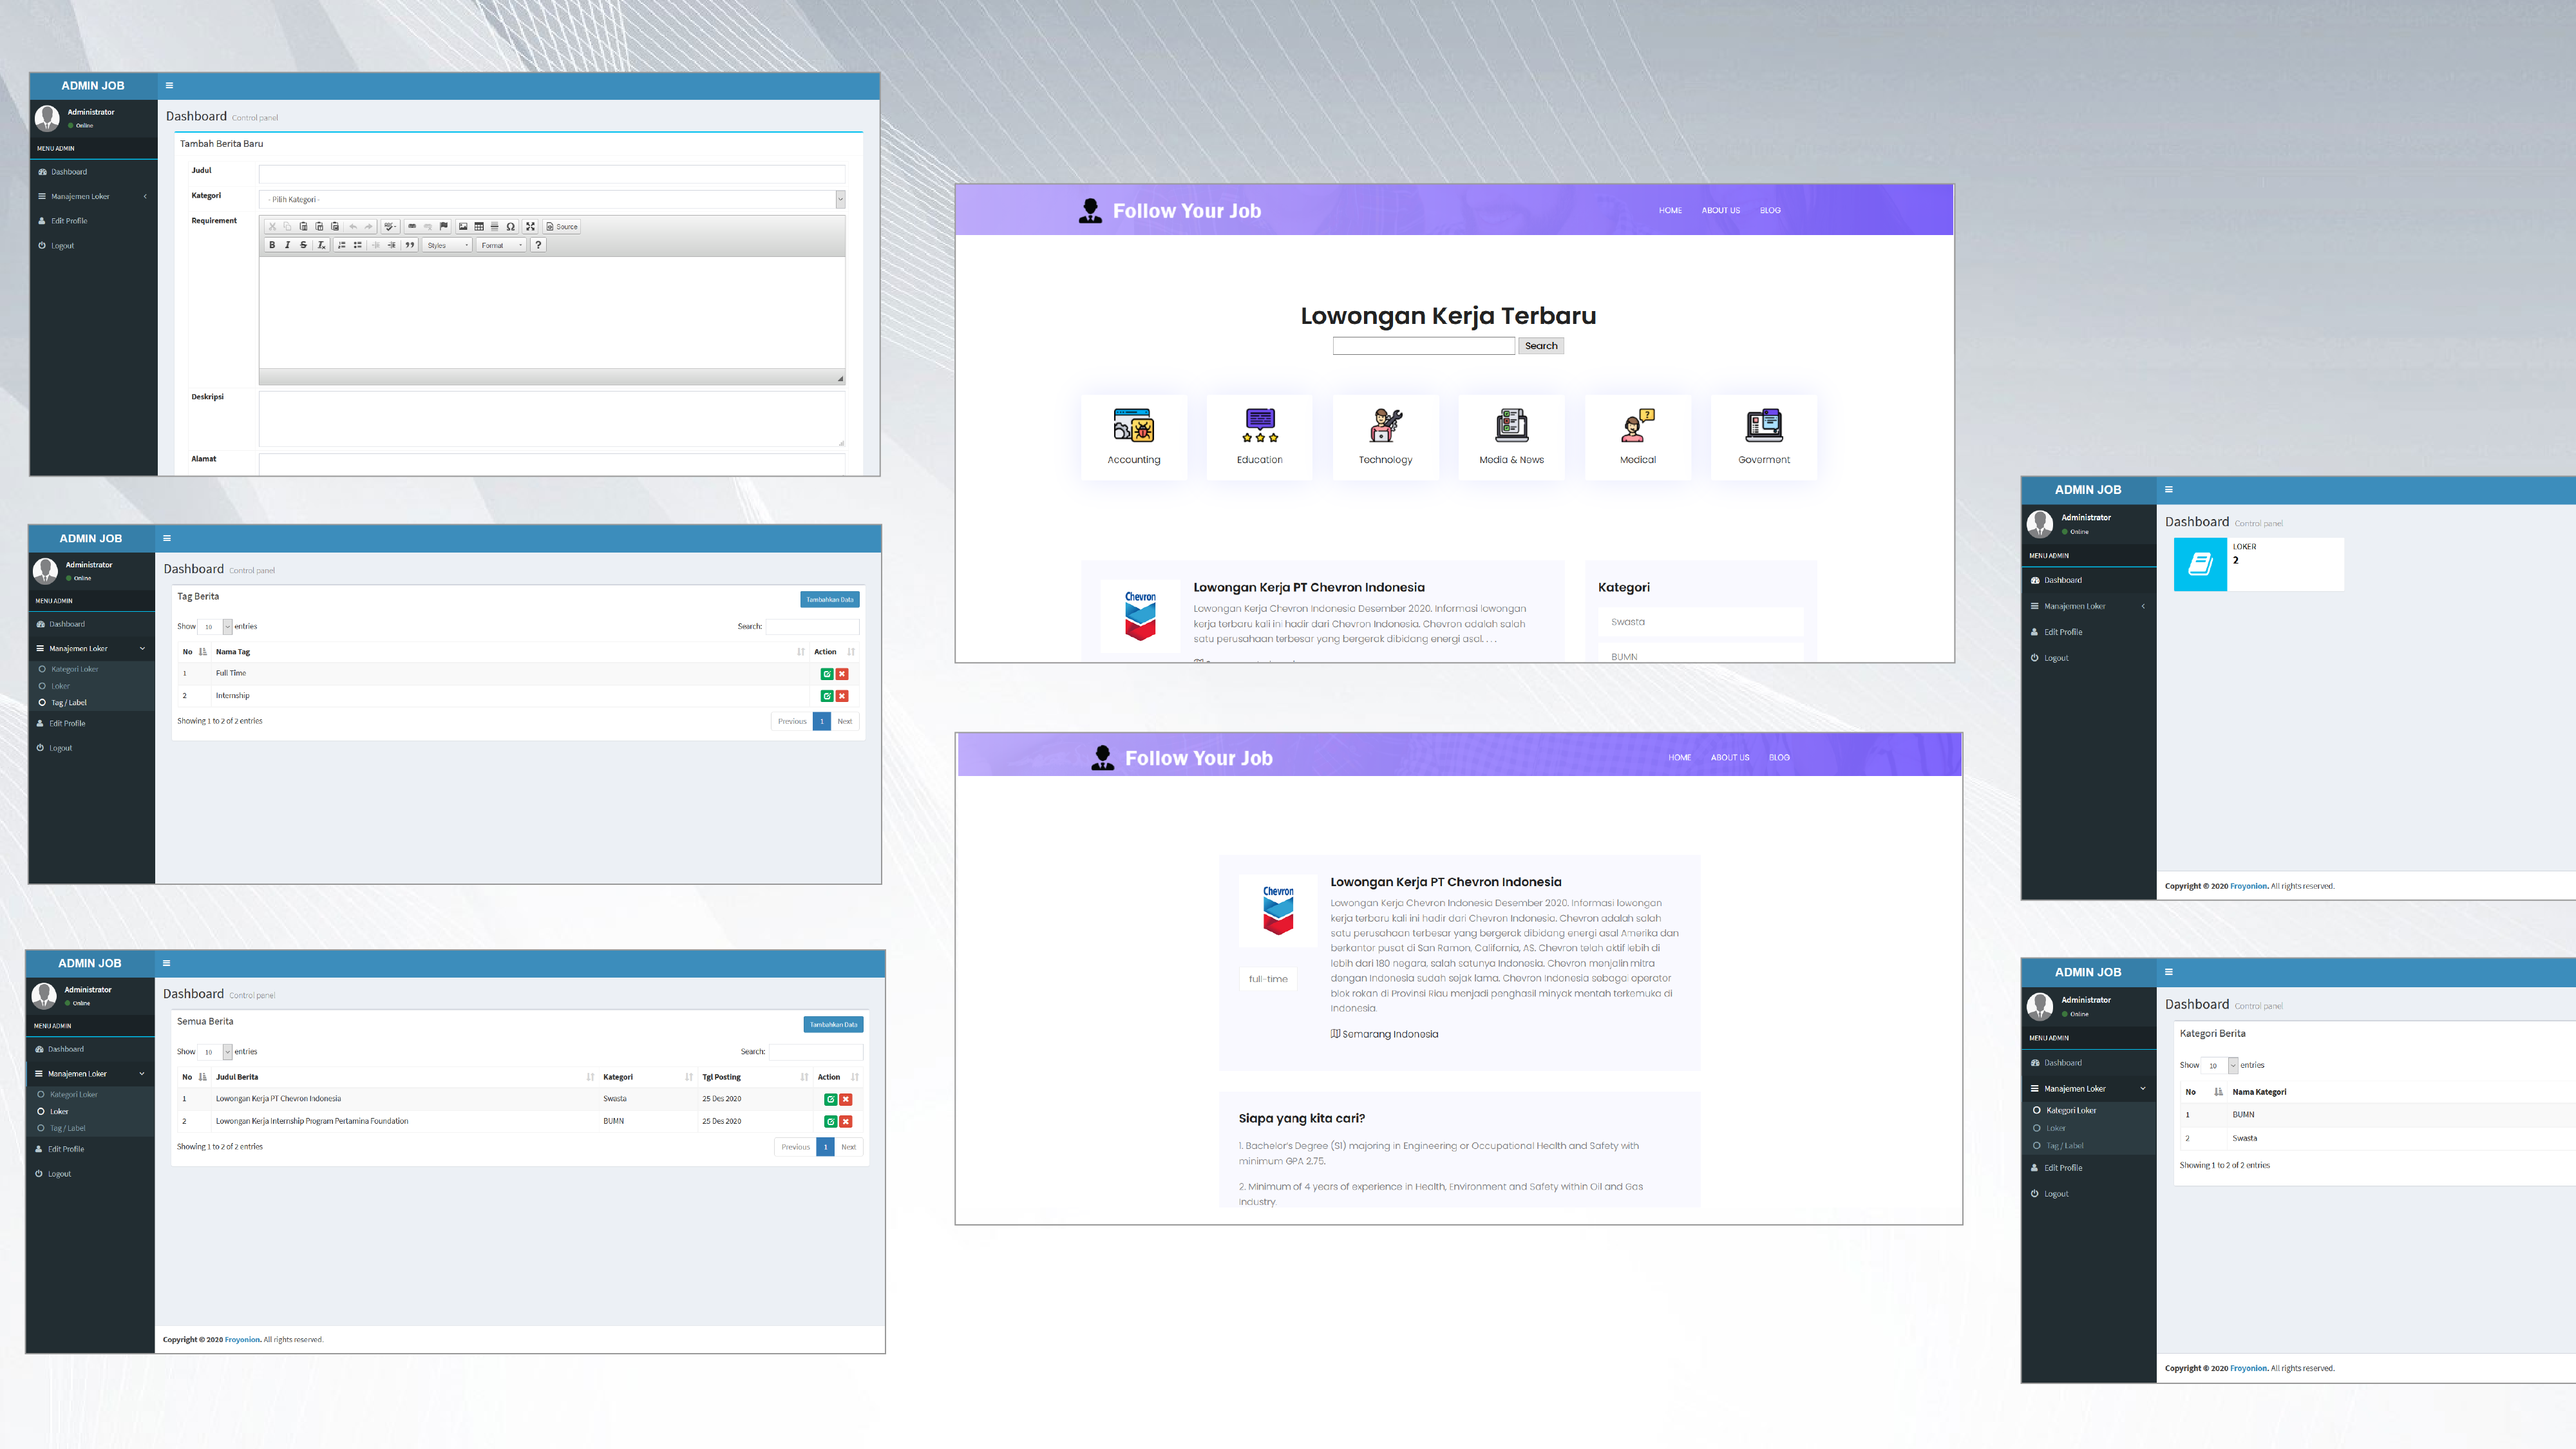 ADMIN JOB
Administrator
Online
MENU ADMIN
Dashboard
Manajemen Loker
Edit Profile
Logout
Dashboard Control panel
Tambah Berita Baru
Judul
Kategori
- Pilih Kategori -
Requirement
Source
Styles
Format
Deskripsi
Alamat
ADMIN JOB
Administrator
Online
MENU ADMIN
Dashboard
Manajemen Loker
Kategori Loker
Loker
Tag / Label
Edit Profile
Logout
Dashboard Control panel
Tag Berita
Tambahkan Data
Show 10 entries
Search:
No Nama Tag Action
1 Full Time
2 Internship
Showing 1 to 2 of 2 entries
Previous 1 Next
ADMIN JOB
Administrator
Online
MENU ADMIN
Dashboard
Manajemen Loker
Kategori Loker
Loker
Tag / Label
Edit Profile
Logout
Dashboard Control panel
Semua Berita
Tambahkan Data
Show 10 entries
Search:
No Judul Berita Kategori Tgl Posting Action
1 Lowongan Kerja PT Chevron Indonesia Swasta 25 Des 2020
2 Lowongan Kerja Internship Program Pertamina Foundation BUMN 25 Des 2020
Showing 1 to 2 of 2 entries
Previous 1 Next
Copyright © 2020 Froyonion. All rights reserved.
Follow Your Job
HOME ABOUT US BLOG
Lowongan Kerja Terbaru
Search
Accounting
Education
Technology
Media & News
Medical
Goverment
Chevron
Lowongan Kerja PT Chevron Indonesia
Lowongan Kerja Chevron Indonesia Desember 2020. Informasi lowongan
kerja terbaru kali ini hadir dari Chevron Indonesia. Chevron adalah salah
satu perusahaan terbesar yang bergerak dibidang energi asal. . . .
Kategori
Swasta
BUMN
Follow Your Job
HOME ABOUT US BLOG
Chevron
full-time
Lowongan Kerja PT Chevron Indonesia
Lowongan Kerja Chevron Indonesia Desember 2020. Informasi lowongan
kerja terbaru kali ini hadir dari Chevron Indonesia. Chevron adalah salah
satu perusahaan terbesar yang bergerak dibidang energi asal Amerika dan
berkantor pusat di San Ramon, California, AS. Chevron telah aktif lebih di
lebih dari 180 negara, salah satunya Indonesia. Chevron menjalin mitra
dengan Indonesia sudah sejak lama. Chevron Indonesia sebagai operator
blok rokan di Provinsi Riau menjadi penghasil minyak mentah terkemuka di
Indonesia.
Semarang Indonesia
Siapa yang kita cari?
1. Bachelor's Degree (S1) majoring in Engineering or Occupational Health and Safety with
minimum GPA 2.75.
2. Minimum of 4 years of experience in Health, Environment and Safety within Oil and Gas
Industry.
ADMIN JOB
Administrator
Online
MENU ADMIN
Dashboard
Manajemen Loker
Edit Profile
Logout
Dashboard Control panel
LOKER
2
Copyright © 2020 Froyonion. All rights reserved.
ADMIN JOB
Administrator
Online
MENU ADMIN
Dashboard
Manajemen Loker
Kategori Loker
Loker
Tag / Label
Edit Profile
Logout
Dashboard Control panel
Kategori Berita
Show 10 entries
No Nama Kategori
1 BUMN
2 Swasta
Showing 1 to 2 of 2 entries
Copyright © 2020 Froyonion. All rights reserved.